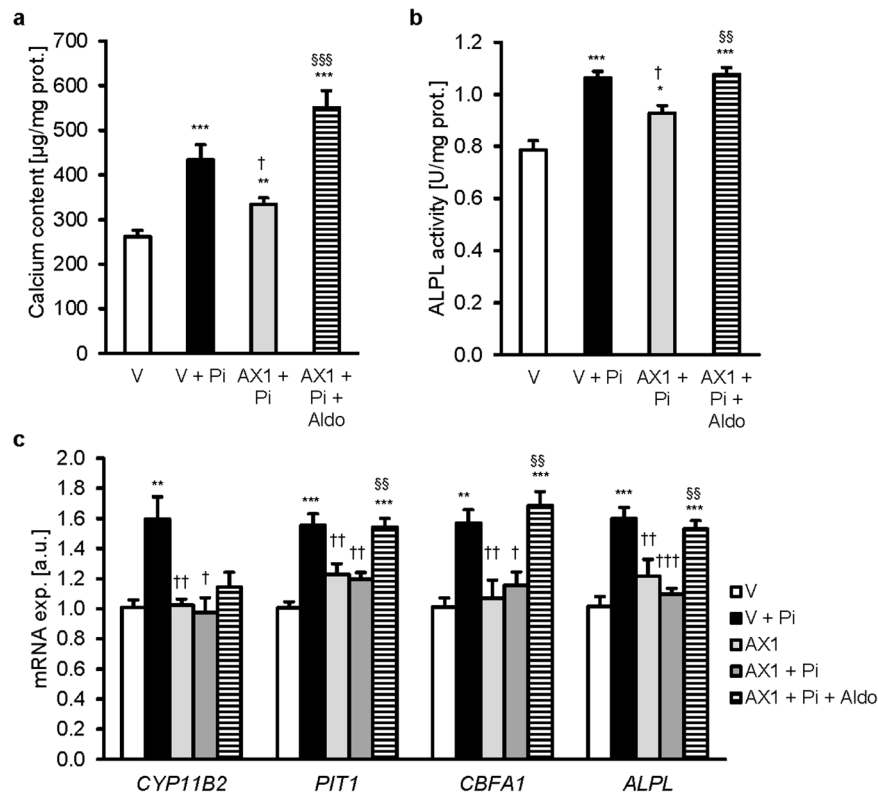 a
Calcium content [µg/mg prot.]
700
600
500
400
300
200
100
0
***
†
**
§§§
***
V
V + Pi
AX1 +
Pi
AX1 +
Pi +
Aldo
b
ALPL activity [U/mg prot.]
1.2
1.0
0.8
0.6
0.4
0.2
0.0
***
†
*
§§
***
V
V + Pi
AX1 +
Pi
AX1 +
Pi +
Aldo
c
mRNA exp. [a.u.]
2.0
1.8
1.6
1.4
1.2
1.0
0.8
0.6
0.4
0.2
0.0
**
††
†
***
††
††
§§
***
**
††
†
§§
***
***
††
†††
§§
***
CYP11B2
PIT1
CBFA1
ALPL
V
V + Pi
AX1
AX1 + Pi
AX1 + Pi + Aldo